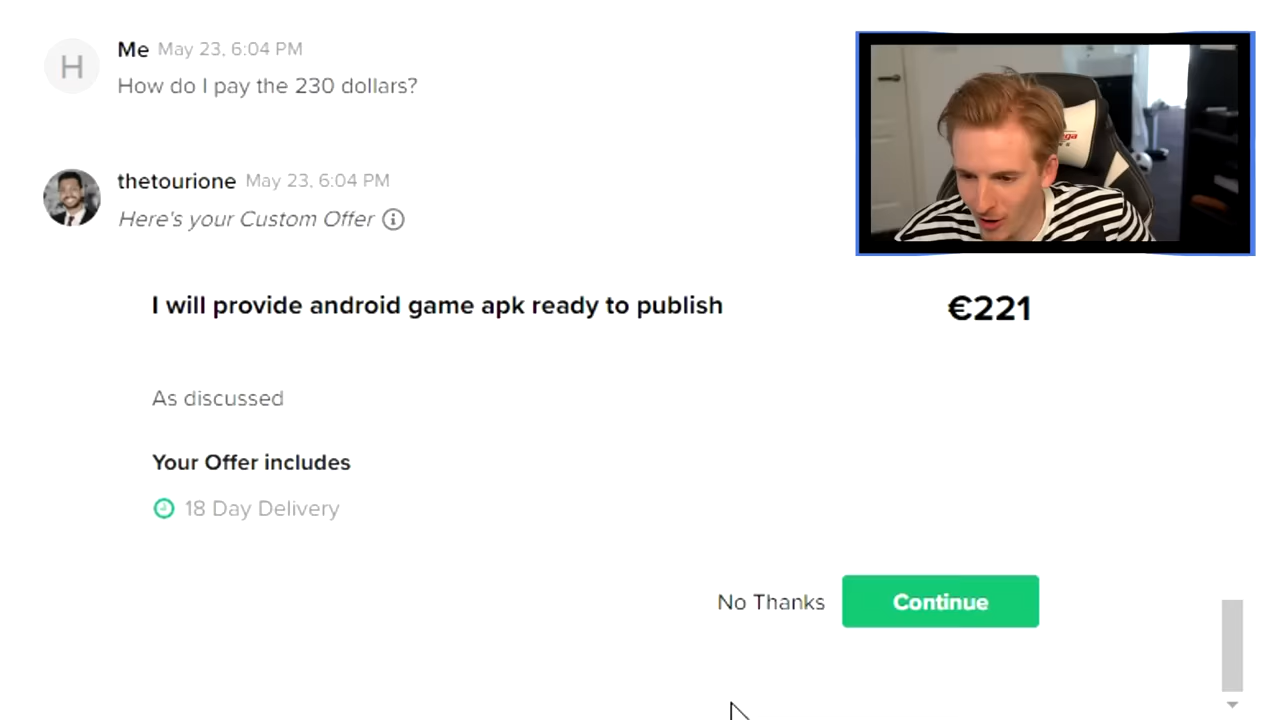 H
Me May 23, 6:04 PM
How do I pay the 230 dollars?
thetourione May 23, 6:04 PM
Here's your Custom Offer
I will provide android game apk ready to publish
€221
As discussed
Your Offer includes
18 Day Delivery
No Thanks
Continue